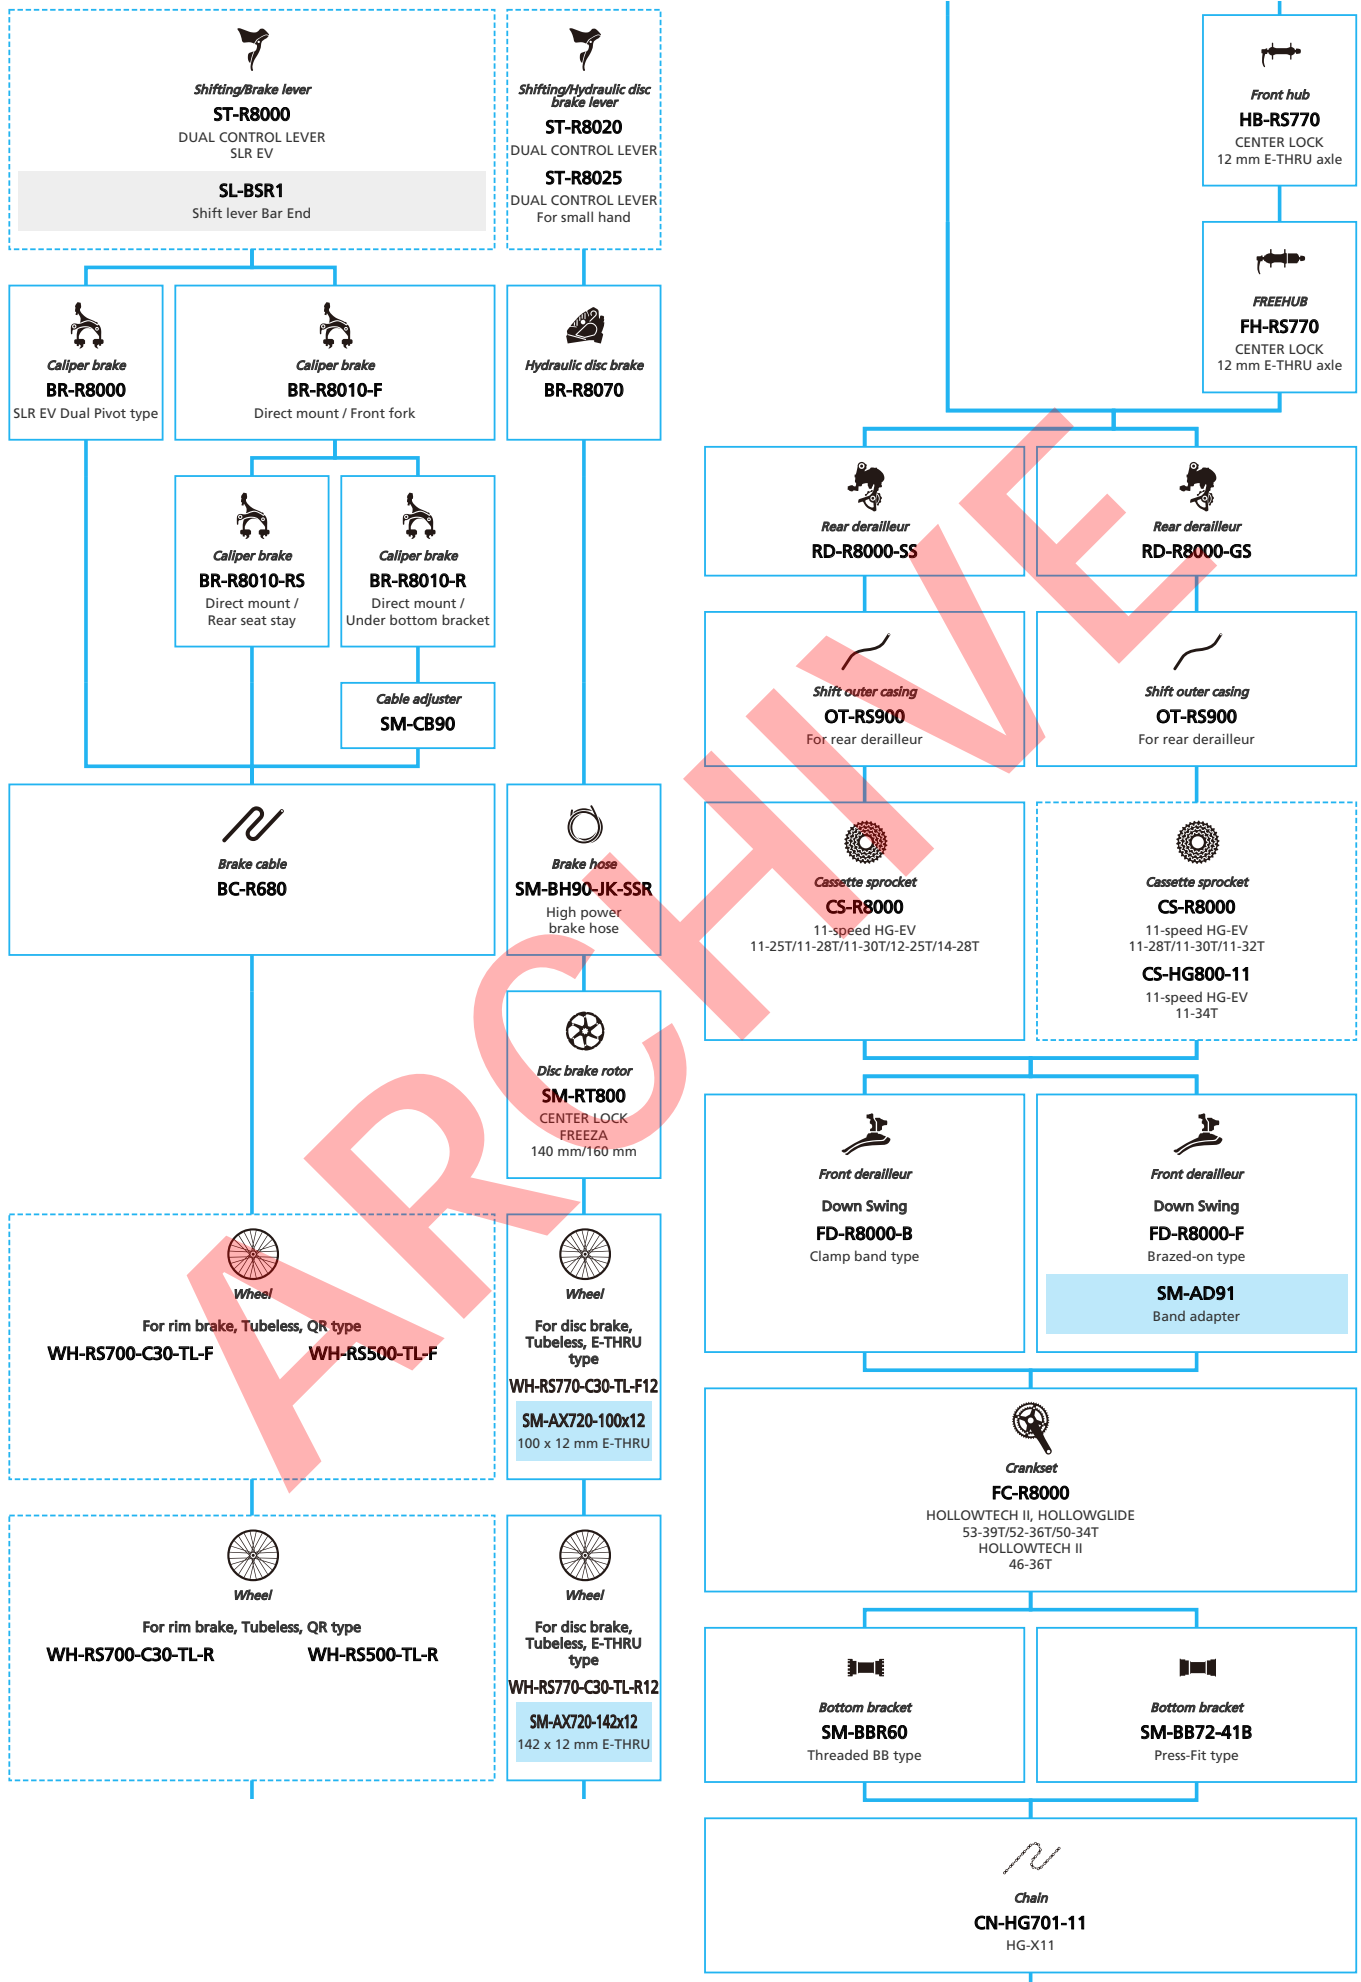 Shifting/Brake lever
ST-R8000
DUAL CONTROL LEVER
SLR EV
SL-BSR1
Shift lever Bar End
Shifting/Hydraulic disc
brake lever
ST-R8020
DUAL CONTROL LEVER
ST-R8025
DUAL CONTROL LEVER
For small hand
Caliper brake
BR-R8000
SLR EV Dual Pivot type
Caliper brake
BR-R8010-F
Direct mount / Front fork
Hydraulic disc brake
BR-R8070
Caliper brake
BR-R8010-RS
Direct mount /
Rear seat stay
Caliper brake
BR-R8010-R
Direct mount /
Under bottom bracket
Cable adjuster
SM-CB90
Brake cable
BC-R680
Brake hose
SM-BH90-JK-SSR
High power
brake hose
Disc brake rotor
SM-RT800
CENTER LOCK
FREEZA
140 mm/160 mm
Wheel
For rim brake, Tubeless, QR type
WH-RS700-C30-TL-F
WH-RS500-TL-F
Wheel
For disc brake,
Tubeless, E-THRU
type
WH-RS770-C30-TL-F12
SM-AX720-100x12
100 x 12 mm E-THRU
Wheel
For rim brake, Tubeless, QR type
WH-RS700-C30-TL-R
WH-RS500-TL-R
Wheel
For disc brake,
Tubeless, E-THRU
type
WH-RS770-C30-TL-R12
SM-AX720-142x12
142 x 12 mm E-THRU
Front hub
HB-RS770
CENTER LOCK
12 mm E-THRU axle
FREEHUB
FH-RS770
CENTER LOCK
12 mm E-THRU axle
Rear derailleur
RD-R8000-SS
Rear derailleur
RD-R8000-GS
Shift outer casing
OT-RS900
For rear derailleur
Shift outer casing
OT-RS900
For rear derailleur
Cassette sprocket
CS-R8000
11-speed HG-EV
11-25T/11-28T/11-30T/12-25T/14-28T
Cassette sprocket
CS-R8000
11-speed HG-EV
11-28T/11-30T/11-32T
CS-HG800-11
11-speed HG-EV
11-34T
Front derailleur
Down Swing
FD-R8000-B
Clamp band type
Front derailleur
Down Swing
FD-R8000-F
Brazed-on type
SM-AD91
Band adapter
Crankset
FC-R8000
HOLLOWTECH II, HOLLOWGLIDE
53-39T/52-36T/50-34T
HOLLOWTECH II
46-36T
Bottom bracket
SM-BBR60
Threaded BB type
Bottom bracket
SM-BB72-41B
Press-Fit type
Chain
CN-HG701-11
HG-X11
ARCHIVE